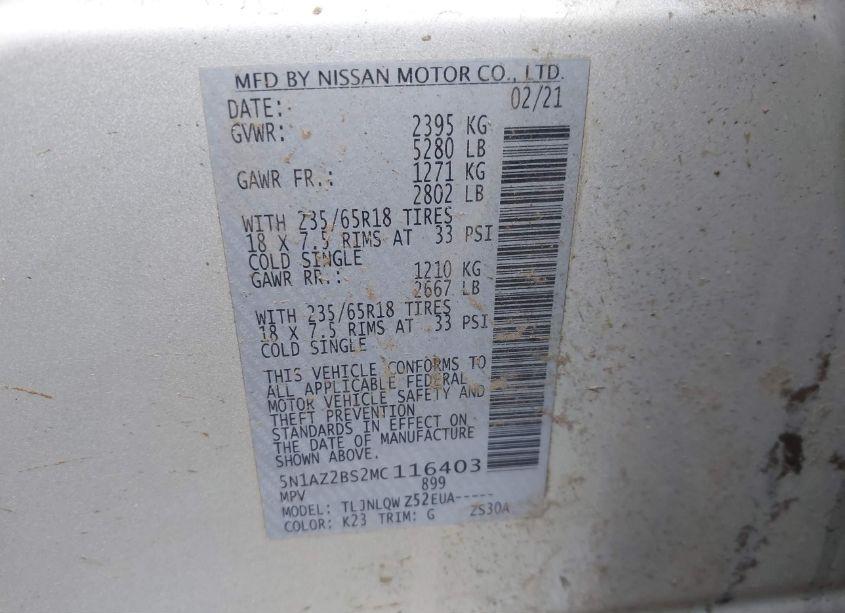 MFD BY NISSAN MOTOR CO., LTD.
DATE: 02/21
GVWR: 2395 KG
5280 LB
GAWR FR.: 1271 KG
2802 LB
WITH 235/65R18 TIRES
18 X 7.5 RIMS AT 33 PSI
COLD SINGLE
GAWR RR.: 1210 KG
2667 LB
WITH 235/65R18 TIRES
18 X 7.5 RIMS AT 33 PSI
COLD SINGLE
THIS VEHICLE CONFORMS TO
ALL APPLICABLE FEDERAL
MOTOR VEHICLE SAFETY AND
THEFT PREVENTION
STANDARDS IN EFFECT ON
THE DATE OF MANUFACTURE
SHOWN ABOVE.
5N1AZ2BS2MC116403
MPV 899
MODEL: TLJNLQWZ52EUA-----
COLOR: K23 TRIM: G ZS30A